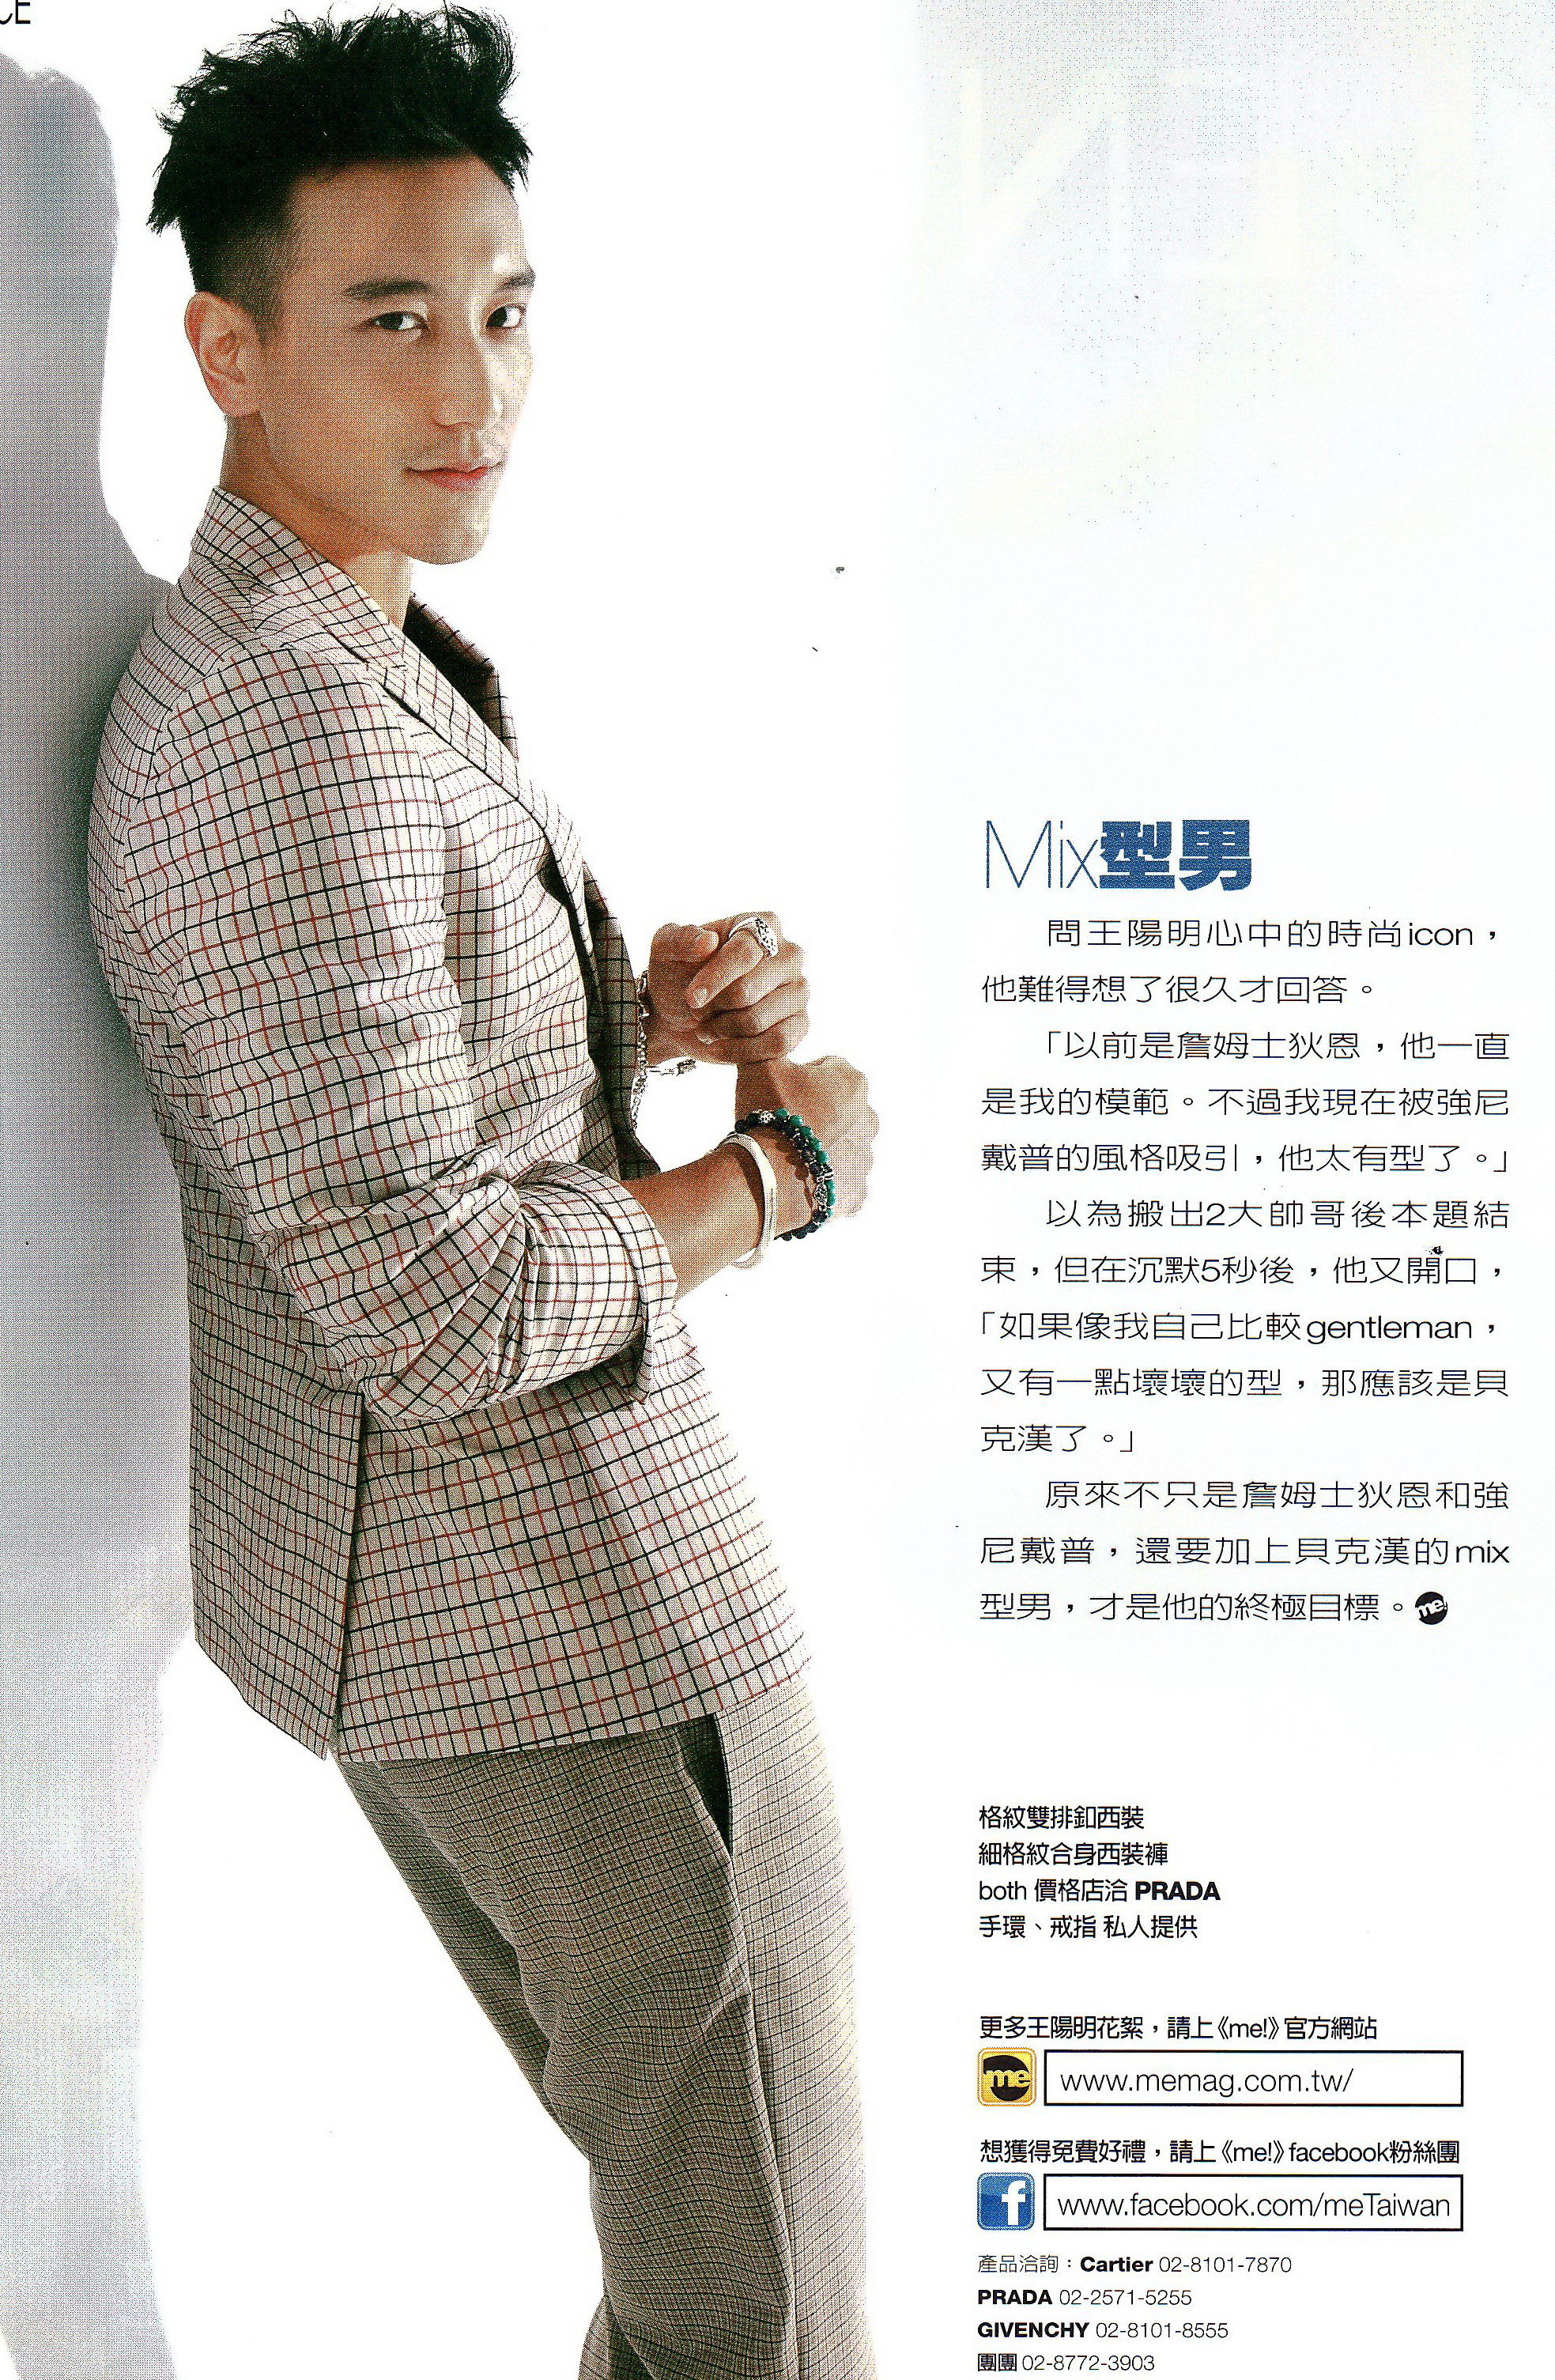 CE
Mix型男
問王陽明心中的時尚icon，
他難得想了很久才回答。
「以前是詹姆士狄恩，他一直
是我的模範。不過我現在被強尼
戴普的風格吸引，他太有型了。」
以為搬出2大帥哥後本題結
束，但在沉默5秒後，他又開口，
「如果像我自己比較gentleman，
又有一點壞壞的型，那應該是貝
克漢了。」
原來不只是詹姆士狄恩和強
尼戴普，還要加上貝克漢的mix
型男，才是他的終極目標。me!
格紋雙排釦西裝
細格紋合身西裝褲
both 價格店洽 PRADA
手環、戒指 私人提供
更多王陽明花絮，請上《me!》官方網站
me www.memag.com.tw/
想獲得免費好禮，請上《me!》facebook粉絲團
f www.facebook.com/meTaiwan
產品洽詢：Cartier 02-8101-7870
PRADA 02-2571-5255
GIVENCHY 02-8101-8555
團團 02-8772-3903